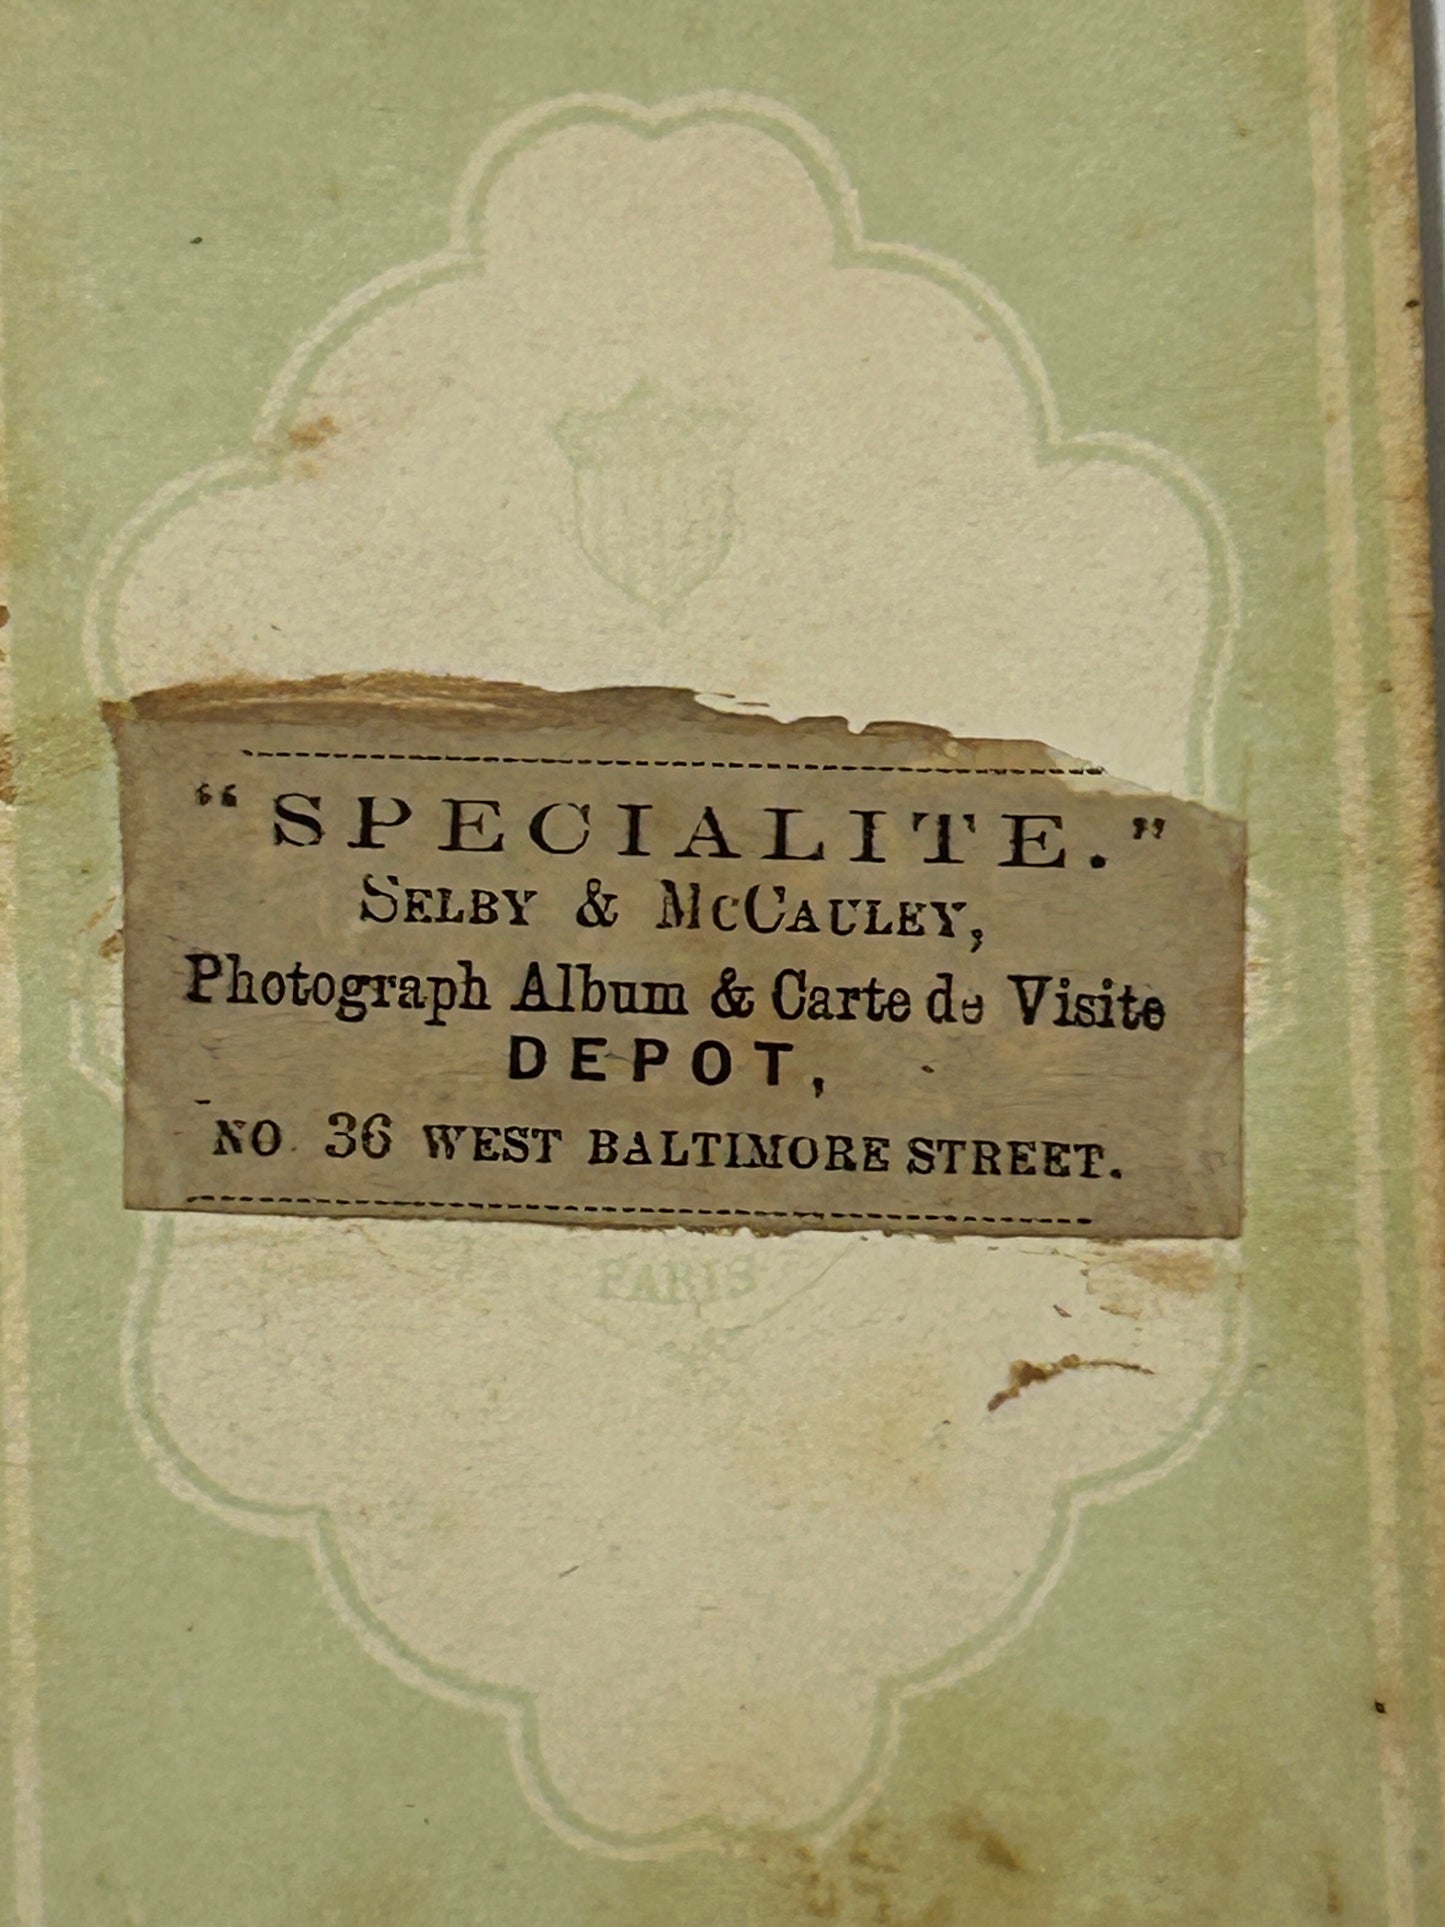 “SPECIALITE.”
SELBY & McCAULEY,
Photograph Album & Carte de Visite
DEPOT,
NO. 36 WEST BALTIMORE STREET.
PARIS